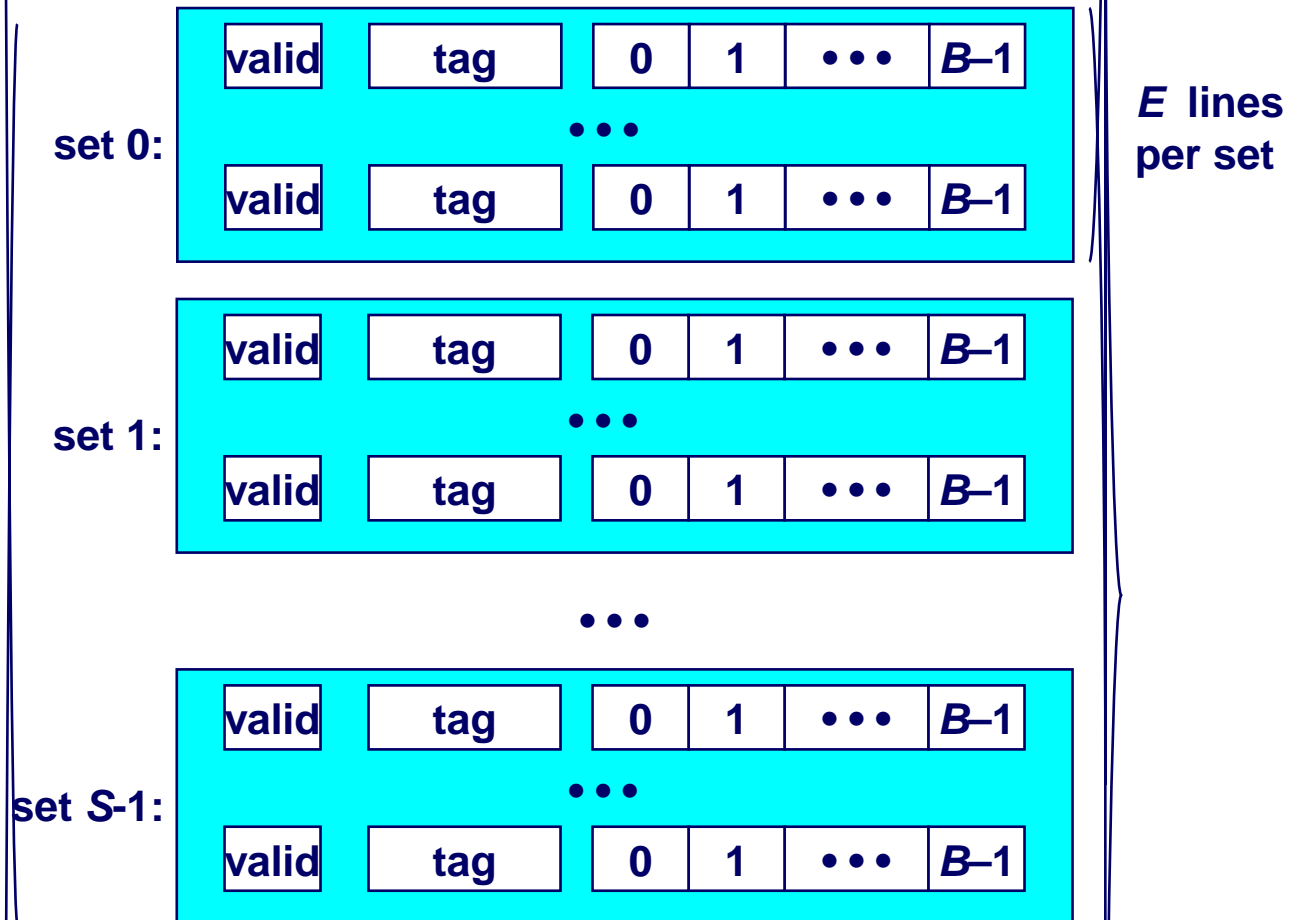 valid tag 0 1 • • • B–1
E lines
per set
set 0:
• • •
valid tag 0 1 • • • B–1
valid tag 0 1 • • • B–1
set 1:
• • •
valid tag 0 1 • • • B–1
• • •
valid tag 0 1 • • • B–1
set S-1:
• • •
valid tag 0 1 • • • B–1